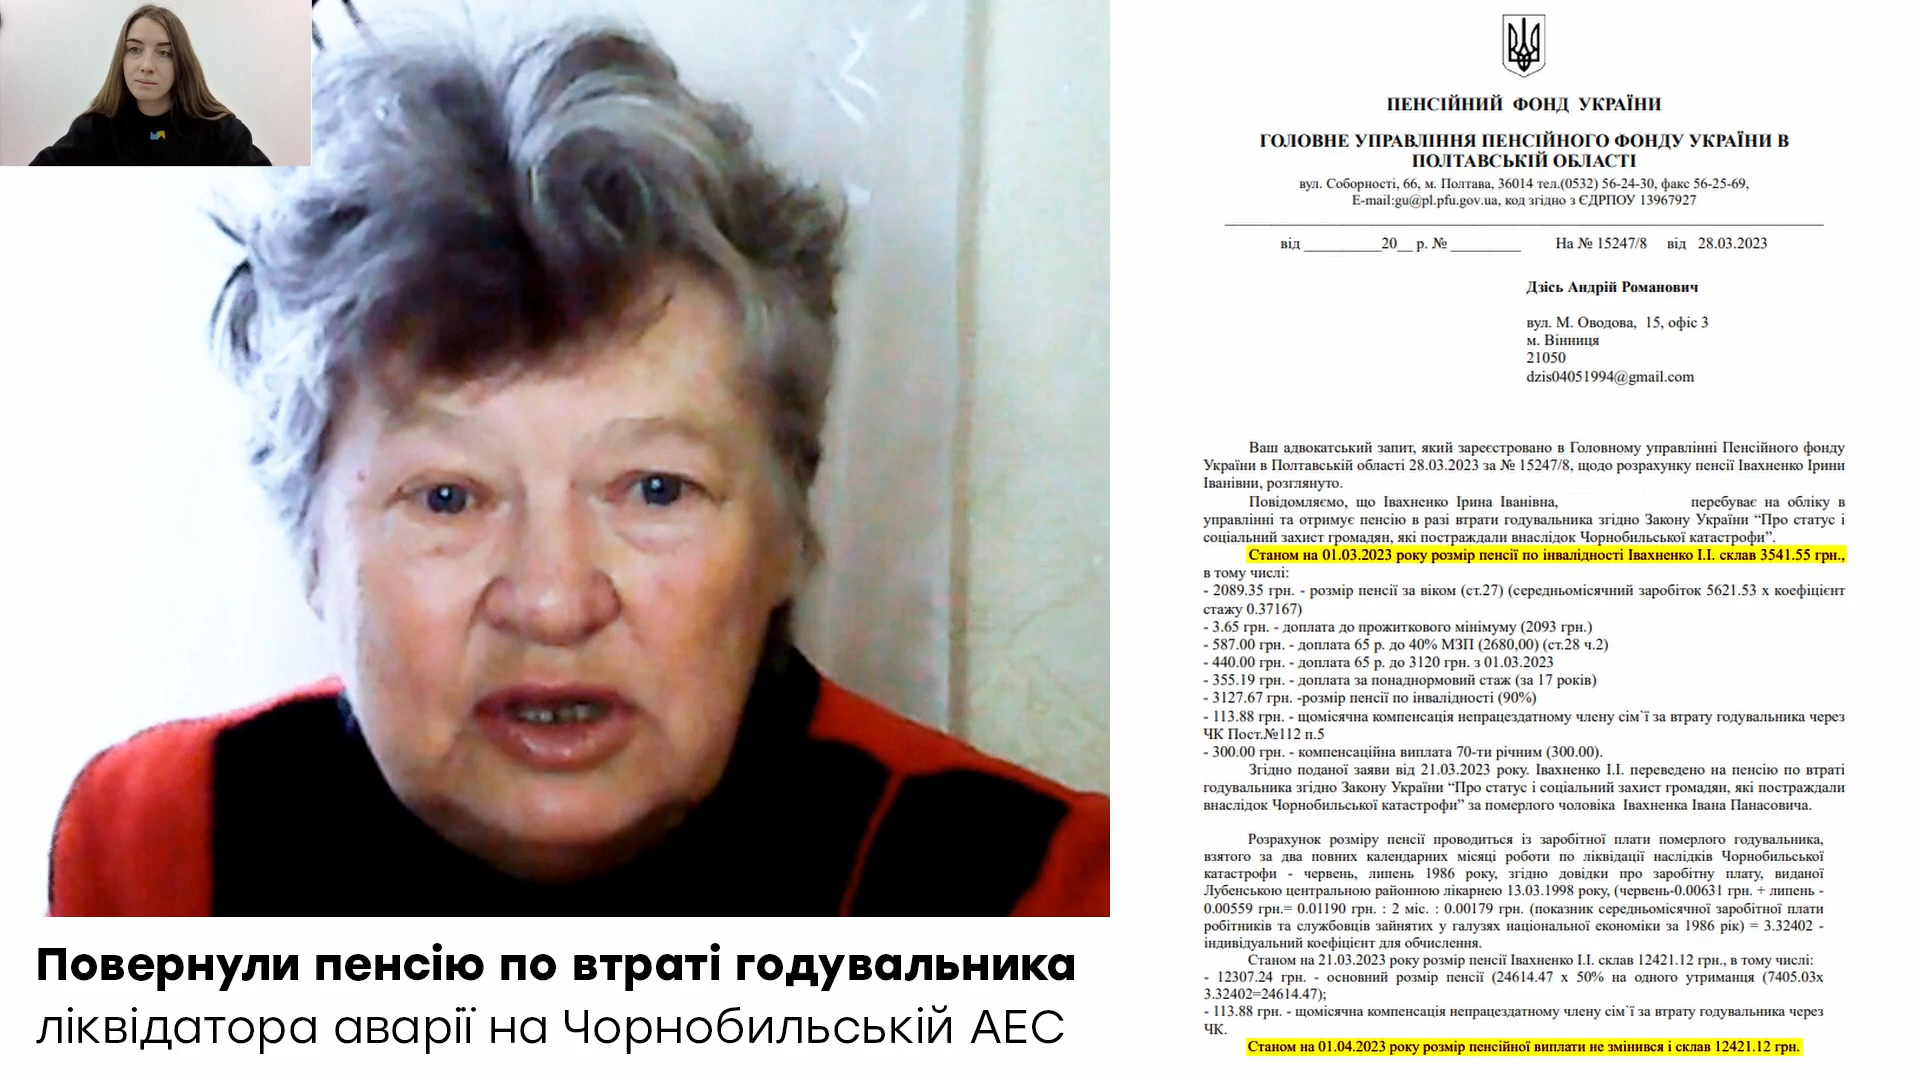 Повернули пенсію по втраті годувальника
ліквідатора аварії на Чорнобильській АЕС
ПЕНСІЙНИЙ ФОНД УКРАЇНИ
ГОЛОВНЕ УПРАВЛІННЯ ПЕНСІЙНОГО ФОНДУ УКРАЇНИ В
ПОЛТАВСЬКІЙ ОБЛАСТІ
вул. Соборності, 66, м. Полтава, 36014 тел.(0532) 56-24-30, факс 56-25-69,
E-mail:gu@pl.pfu.gov.ua, код згідно з ЄДРПОУ 13967927
від __________20__ р. № _________ На № 15247/8 від 28.03.2023
Дзісь Андрій Романович
вул. М. Оводова, 15, офіс 3
м. Вінниця
21050
dzis04051994@gmail.com
Ваш адвокатський запит, який зареєстровано в Головному управлінні Пенсійного фонду
України в Полтавській області 28.03.2023 за № 15247/8, щодо розрахунку пенсії Івахненко Ірини
Іванівни, розглянуто.
Повідомляємо, що Івахненко Ірина Іванівна, перебуває на обліку в
управлінні та отримує пенсію в разі втрати годувальника згідно Закону України “Про статус і
соціальний захист громадян, які постраждали внаслідок Чорнобильської катастрофи”.
Станом на 01.03.2023 року розмір пенсії по інвалідності Івахненко І.І. склав 3541.55 грн.,
в тому числі:
- 2089.35 грн. - розмір пенсії за віком (ст.27) (середньомісячний заробіток 5621.53 х коефіцієнт
стажу 0.37167)
- 3.65 грн. - доплата до прожиткового мінімуму (2093 грн.)
- 587.00 грн. - доплата 65 р. до 40% МЗП (2680,00) (ст.28 ч.2)
- 440.00 грн. - доплата 65 р. до 3120 грн. з 01.03.2023
- 355.19 грн. - доплата за понаднормовий стаж (за 17 років)
- 3127.67 грн. -розмір пенсії по інвалідності (90%)
- 113.88 грн. - щомісячна компенсація непрацездатному члену сім`ї за втрату годувальника через
ЧК Пост.№112 п.5
- 300.00 грн. - компенсаційна виплата 70-ти річним (300.00).
Згідно поданої заяви від 21.03.2023 року. Івахненко І.І. переведено на пенсію по втраті
годувальника згідно Закону України “Про статус і соціальний захист громадян, які постраждали
внаслідок Чорнобильської катастрофи” за померлого чоловіка Івахненка Івана Панасовича.
Розрахунок розміру пенсії проводиться із заробітної плати померлого годувальника,
взятого за два повних календарних місяці роботи по ліквідації наслідків Чорнобильської
катастрофи - червень, липень 1986 року, згідно довідки про заробітну плату, виданої
Лубенською центральною районною лікарнею 13.03.1998 року, (червень-0.00631 грн. + липень -
0.00559 грн.= 0.01190 грн. : 2 міс. : 0.00179 грн. (показник середньомісячної заробітної плати
робітників та службовців зайнятих у галузях національної економіки за 1986 рік) = 3.32402 -
індивідуальний коефіцієнт для обчислення.
Станом на 21.03.2023 року розмір пенсії Івахненко І.І. склав 12421.12 грн., в тому числі:
- 12307.24 грн. - основний розмір пенсії (24614.47 х 50% на одного утриманця (7405.03х
3.32402=24614.47);
- 113.88 грн. - щомісячна компенсація непрацездатному члену сім`ї за втрату годувальника через
ЧК.
Станом на 01.04.2023 року розмір пенсійної виплати не змінився і склав 12421.12 грн.